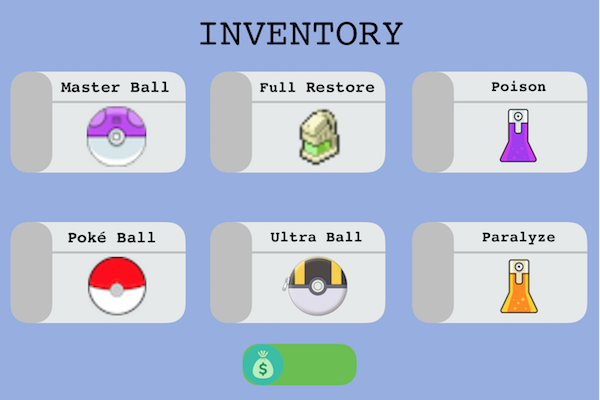 INVENTORY
Master Ball
Full Restore
Poison
Poké Ball
Ultra Ball
Paralyze
$